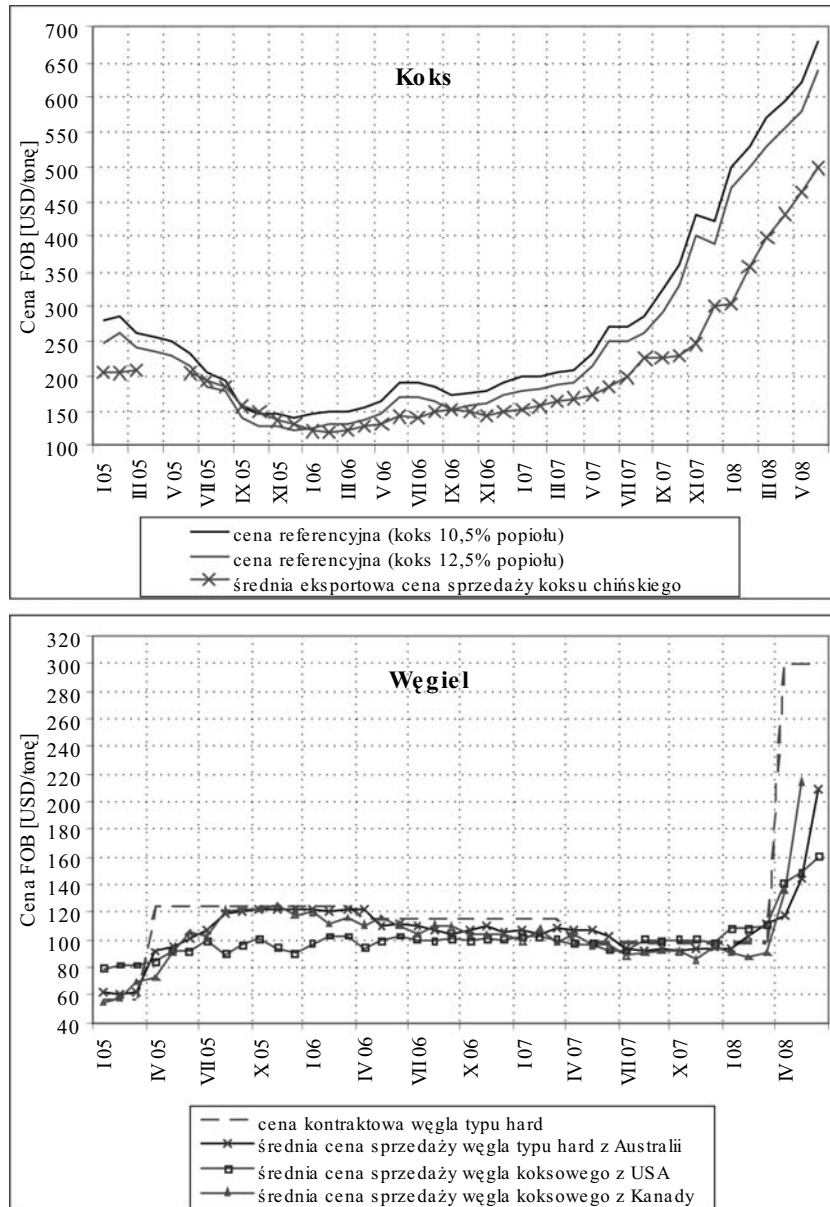 Koks
Cena FOB [USD/tonę]
700
650
600
550
500
450
400
350
300
250
200
150
100
I 05
III 05
V 05
VII 05
IX 05
XI 05
I 06
III 06
V 06
VII 06
IX 06
XI 06
I 07
III 07
V 07
VII 07
IX 07
XI 07
I 08
III 08
V 08
cena referencyjna (koks 10,5% popiołu)
cena referencyjna (koks 12,5% popiołu)
średnia eksportowa cena sprzedaży koksu chińskiego
Węgiel
Cena FOB [USD/tonę]
320
300
280
260
240
220
200
180
160
140
120
100
80
60
40
I 05
IV 05
VII 05
X 05
I 06
IV 06
VII 06
X 06
I 07
IV 07
VII 07
X 07
I 08
IV 08
cena kontraktowa węgla typu hard
średnia cena sprzedaży węgla typu hard z Australii
średnia cena sprzedaży węgla koksowego z USA
średnia cena sprzedaży węgla koksowego z Kanady